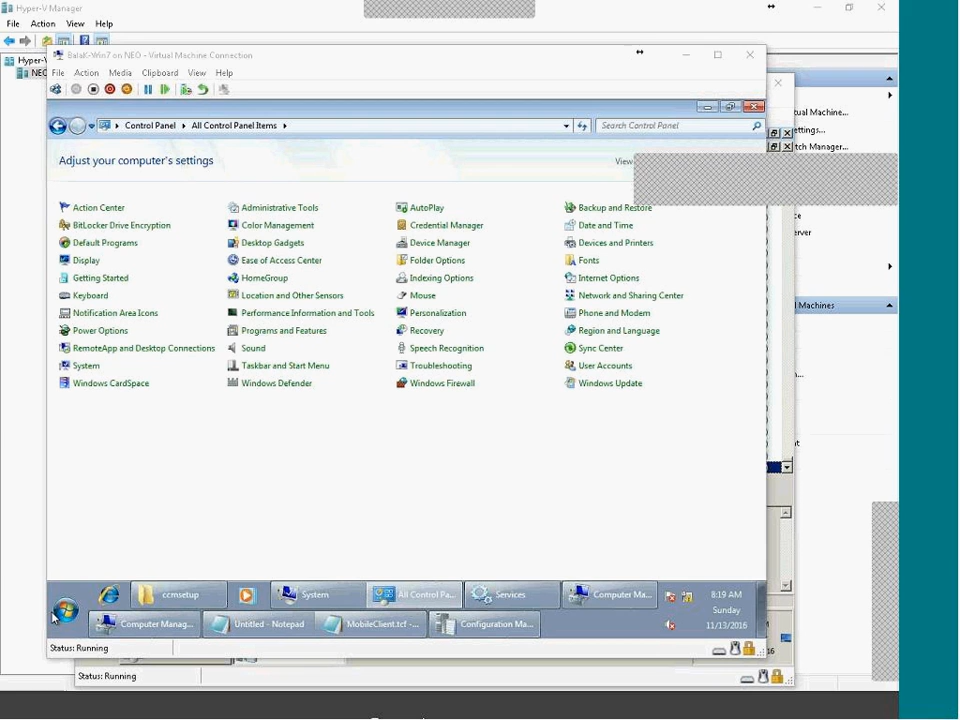 Hyper-V Manager
File Action View Help
Hyper-V
NEO
BalaK-Win7 on NEO - Virtual Machine Connection
File Action Media Clipboard View Help
Control Panel All Control Panel Items
Search Control Panel
Adjust your computer's settings
View
Action Center
Administrative Tools
AutoPlay
Backup and Restore
BitLocker Drive Encryption
Color Management
Credential Manager
Date and Time
Default Programs
Desktop Gadgets
Device Manager
Devices and Printers
Display
Ease of Access Center
Folder Options
Fonts
Getting Started
HomeGroup
Indexing Options
Internet Options
Keyboard
Location and Other Sensors
Mouse
Network and Sharing Center
Notification Area Icons
Performance Information and Tools
Personalization
Phone and Modem
Power Options
Programs and Features
Recovery
Region and Language
RemoteApp and Desktop Connections
Sound
Speech Recognition
Sync Center
System
Taskbar and Start Menu
Troubleshooting
User Accounts
Windows CardSpace
Windows Defender
Windows Firewall
Windows Update
tual Machine...
ettings...
tch Manager...
ce
erver
l Machines
ccmsetup
System
All Control Pa...
Services
Computer Ma...
8:19 AM
Sunday
11/13/2016
Computer Manag...
Untitled - Notepad
MobileClient.tcf -...
Configuration Ma...
Status: Running
16
Status: Running